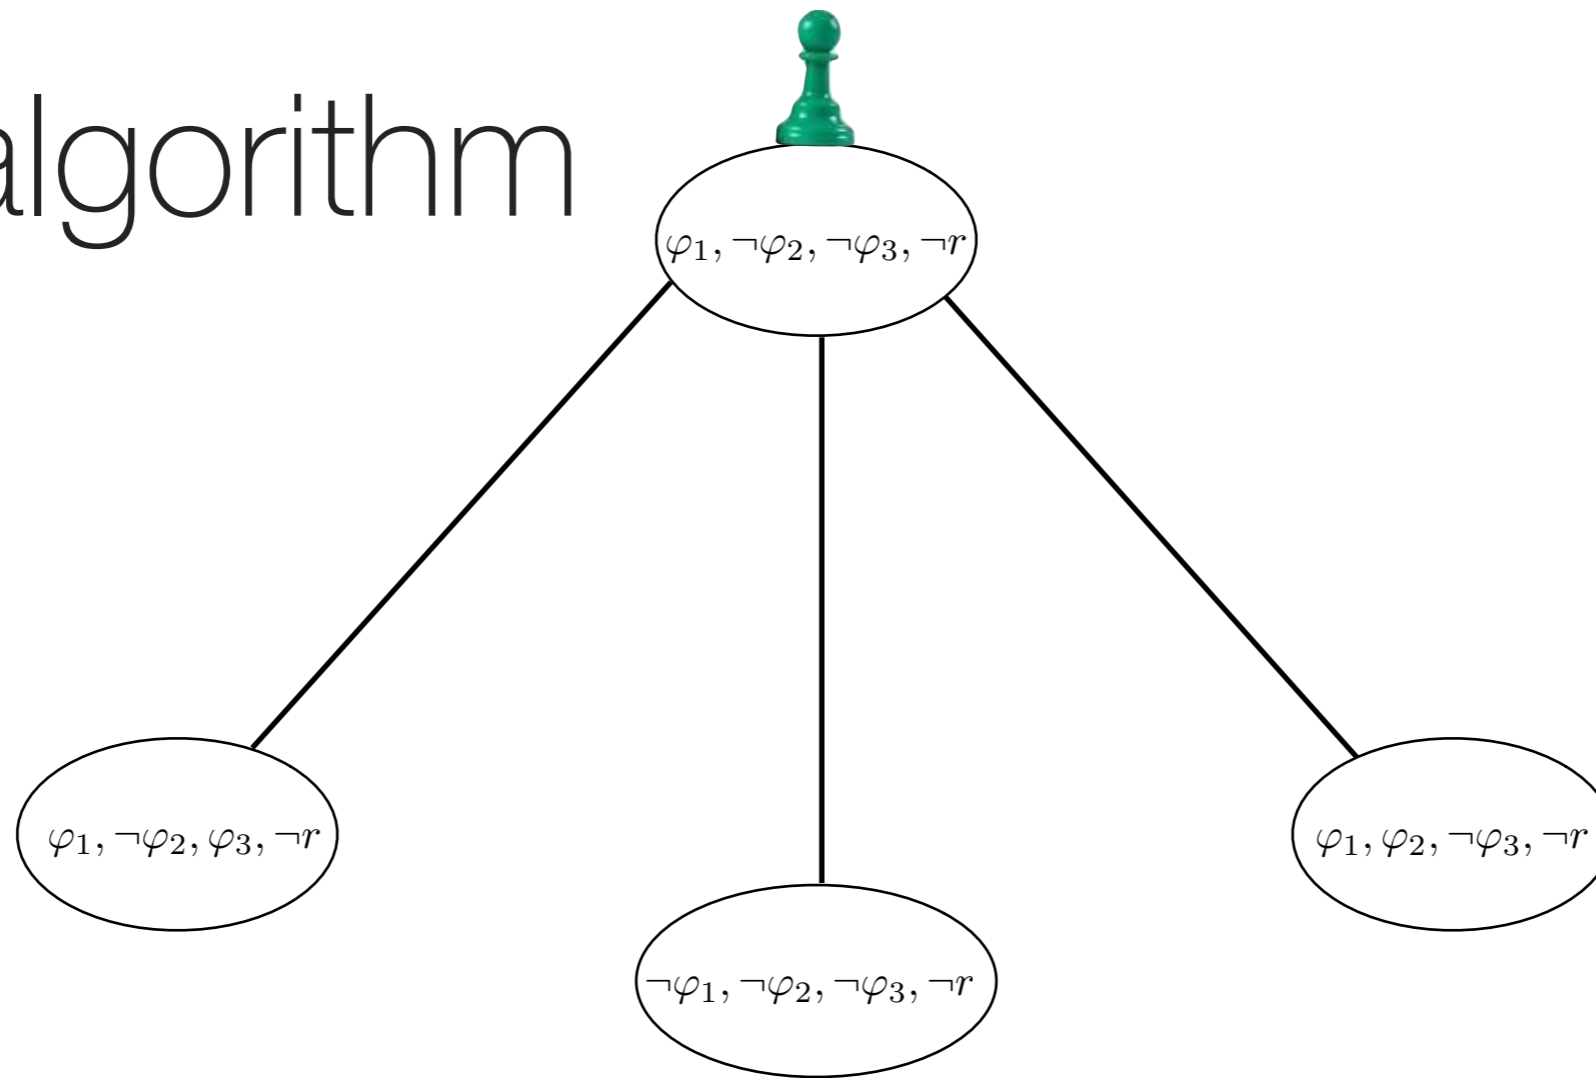 algorithm
φ₁, ¬φ₂, ¬φ₃, ¬r
φ₁, ¬φ₂, φ₃, ¬r
φ₁, φ₂, ¬φ₃, ¬r
¬φ₁, ¬φ₂, ¬φ₃, ¬r